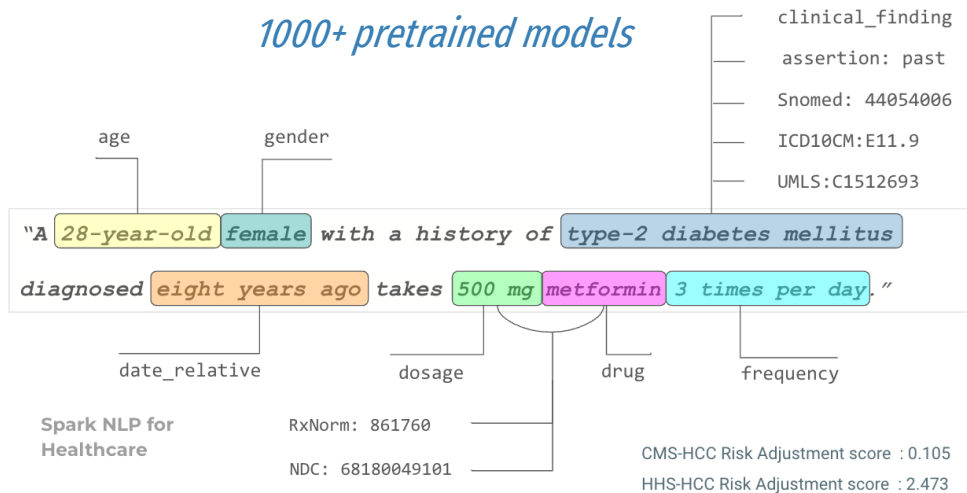 1000+ pretrained models
clinical_finding
assertion: past
Snomed: 44054006
ICD10CM:E11.9
UMLS:C1512693
age
gender
“A 28-year-old female with a history of type-2 diabetes mellitus
diagnosed eight years ago takes 500 mg metformin 3 times per day.”
date_relative
dosage
drug
frequency
Spark NLP for
Healthcare
RxNorm: 861760
NDC: 68180049101
CMS-HCC Risk Adjustment score : 0.105
HHS-HCC Risk Adjustment score : 2.473